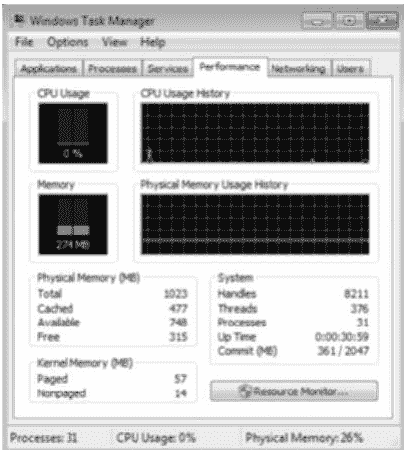 Windows Task Manager
File Options View Help
Applications Processes Services Performance Networking Users
CPU Usage
CPU Usage History
0 %
Memory
Physical Memory Usage History
274 MB
Physical Memory (MB)
Total 1023
Cached 477
Available 748
Free 315
Kernel Memory (MB)
Paged 57
Nonpaged 14
System
Handles 8211
Threads 376
Processes 31
Up Time 0:00:30:59
Commit (MB) 361 / 2047
Resource Monitor...
Processes: 31 CPU Usage: 0% Physical Memory: 26%